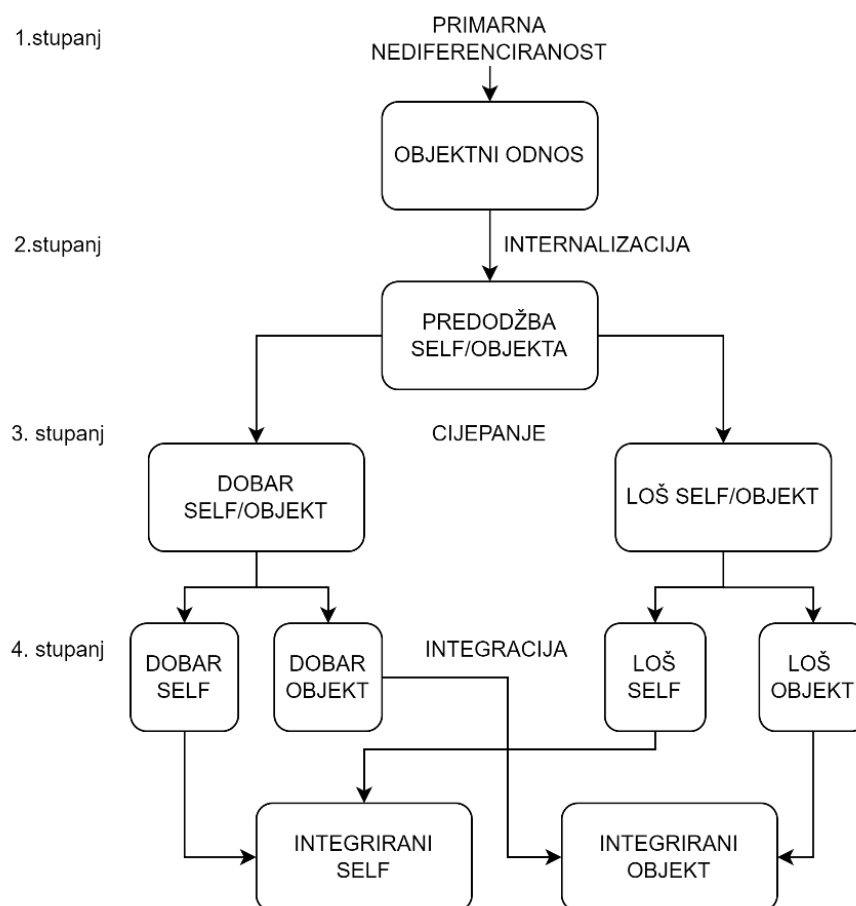 1.stupanj
PRIMARNA
NEDIFERENCIRANOST
OBJEKTNI ODNOS
2.stupanj
INTERNALIZACIJA
PREDODŽBA
SELF/OBJEKTA
3. stupanj
CIJEPANJE
DOBAR
SELF/OBJEKT
LOŠ SELF/OBJEKT
4. stupanj
DOBAR
SELF
DOBAR
OBJEKT
INTEGRACIJA
LOŠ
SELF
LOŠ
OBJEKT
INTEGRIRANI
SELF
INTEGRIRANI
OBJEKT